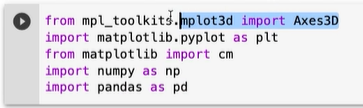 from mpl_toolkits.mplot3d import Axes3D
import matplotlib.pyplot as plt
from matplotlib import cm
import numpy as np
import pandas as pd